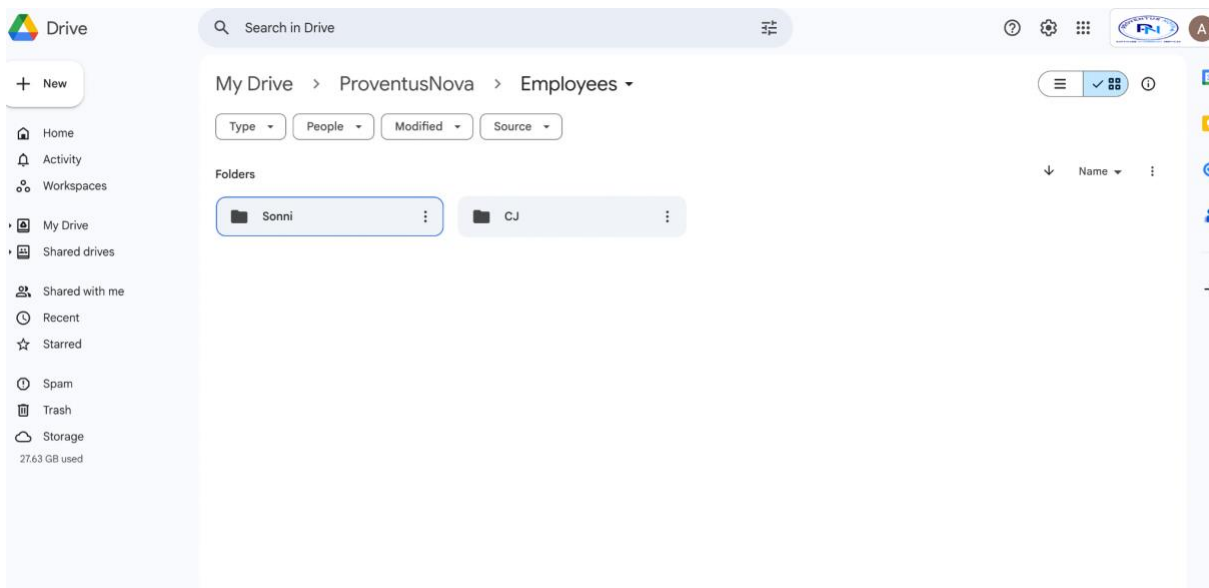 Drive
Search in Drive
PN
A
New
My Drive > ProventusNova > Employees
Type
People
Modified
Source
Home
Activity
Workspaces
My Drive
Shared drives
Shared with me
Recent
Starred
Spam
Trash
Storage
27.63 GB used
Folders
Name
Sonni
CJ